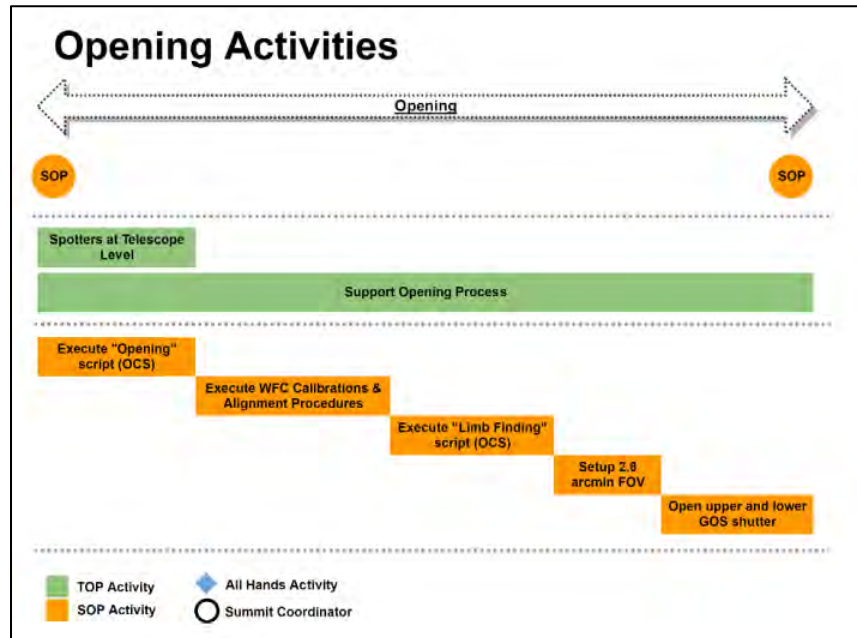 Opening Activities
Opening
SOP
SOP
Spotters at Telescope
Level
Support Opening Process
Execute "Opening"
script (OCS)
Execute WFC Calibrations &
Alignment Procedures
Execute "Limb Finding"
script (OCS)
Setup 2.8
arcmin FOV
Open upper and lower
GOS shutter
TOP Activity
All Hands Activity
SOP Activity
Summit Coordinator